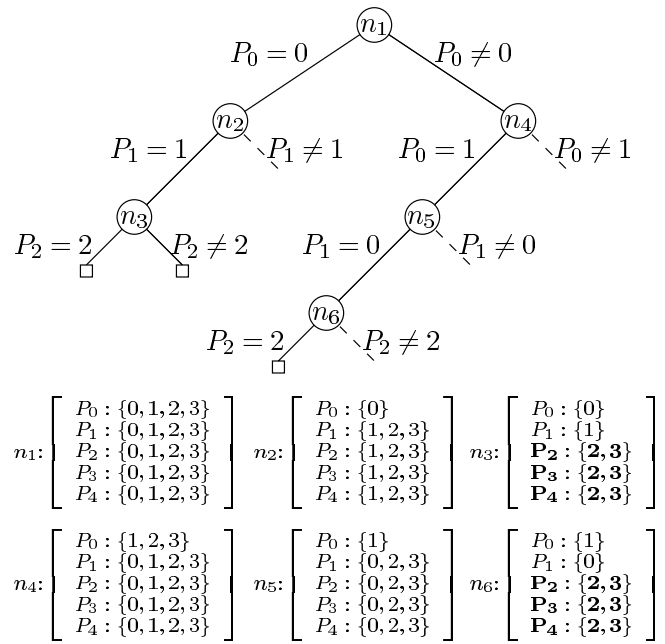 n₁
P₀ = 0 P₀ ≠ 0
n₂ n₄
P₁ = 1 P₁ ≠ 1 P₀ = 1 P₀ ≠ 1
n₃ n₅
P₂ = 2 P₂ ≠ 2 P₁ = 0 P₁ ≠ 0
n₆
P₂ = 2 P₂ ≠ 2
P₀ : {0,1,2,3} P₀ : {0} P₀ : {0}
P₁ : {0,1,2,3} P₁ : {1,2,3} P₁ : {1}
n₁: P₂ : {0,1,2,3} n₂: P₂ : {1,2,3} n₃: P₂ : {2,3}
P₃ : {0,1,2,3} P₃ : {1,2,3} P₃ : {2,3}
P₄ : {0,1,2,3} P₄ : {1,2,3} P₄ : {2,3}
P₀ : {1,2,3} P₀ : {1} P₀ : {1}
P₁ : {0,1,2,3} P₁ : {0,2,3} P₁ : {0}
n₄: P₂ : {0,1,2,3} n₅: P₂ : {0,2,3} n₆: P₂ : {2,3}
P₃ : {0,1,2,3} P₃ : {0,2,3} P₃ : {2,3}
P₄ : {0,1,2,3} P₄ : {0,2,3} P₄ : {2,3}